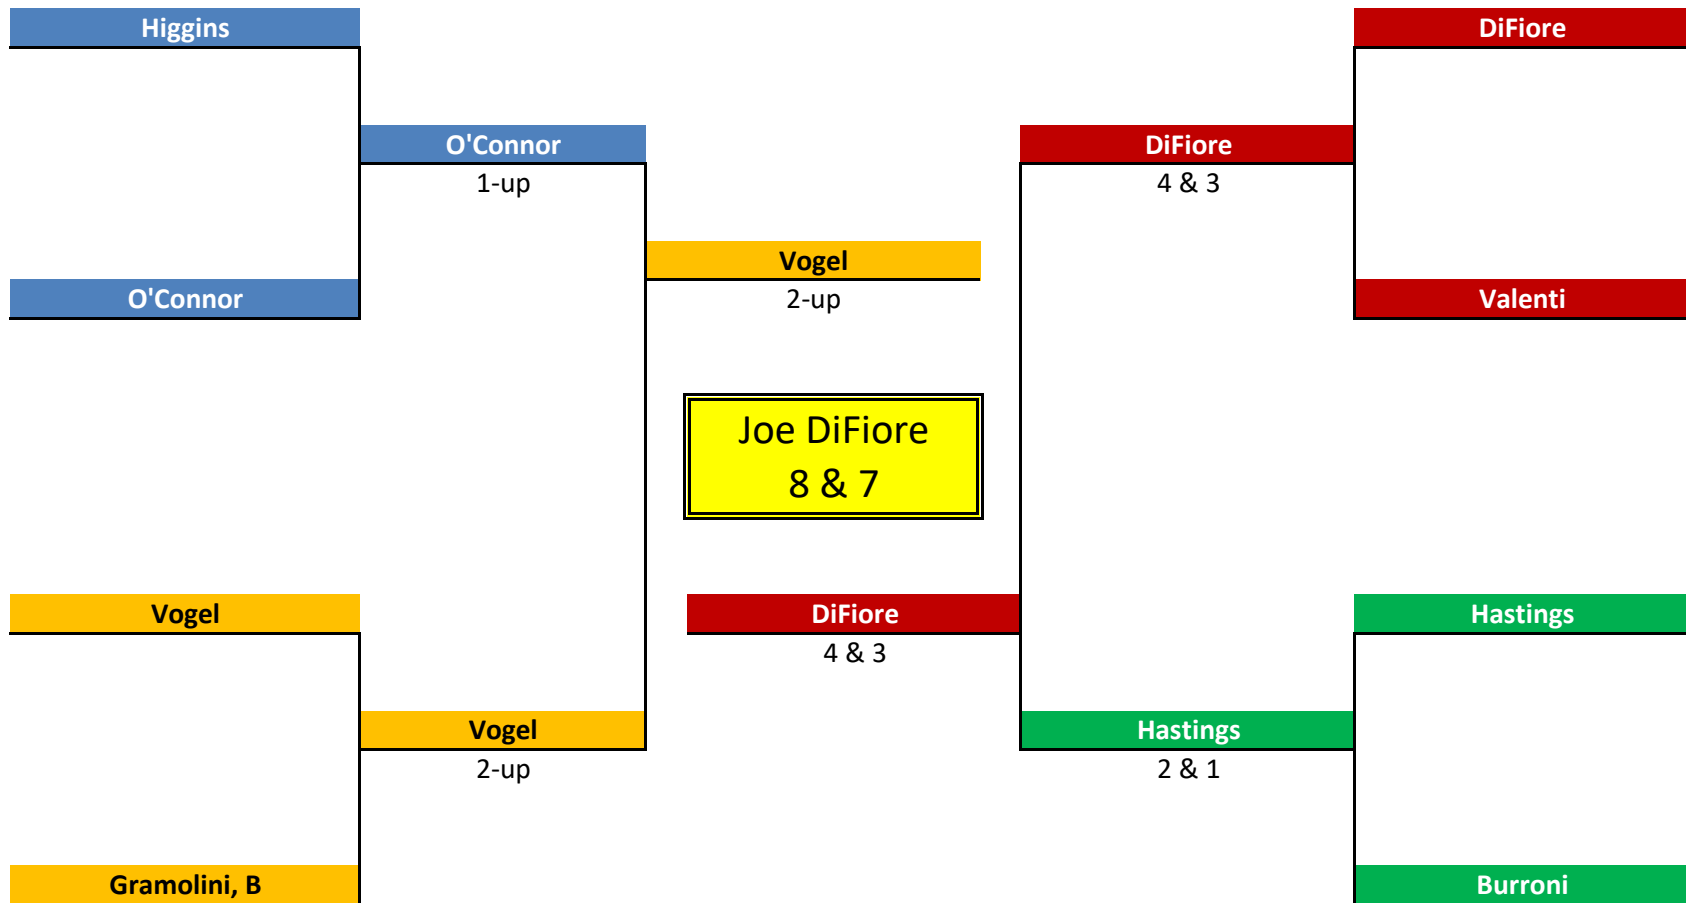 Higgins
DiFiore
O'Connor
1-up
DiFiore
4 & 3
Vogel
2-up
O'Connor
Valenti
Joe DiFiore
8 & 7
Vogel
DiFiore
4 & 3
Hastings
Vogel
2-up
Hastings
2 & 1
Gramolini, B
Burroni